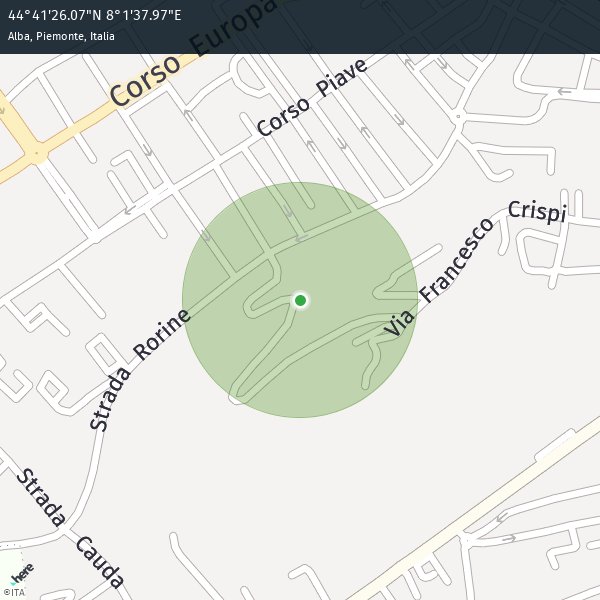 44°41'26.07"N 8°1'37.97"E
Alba, Piemonte, Italia
Corso Europa
Corso Piave
Crispi
Via Francesco
Strada Rorine
Strada Cauda
here
©ITA